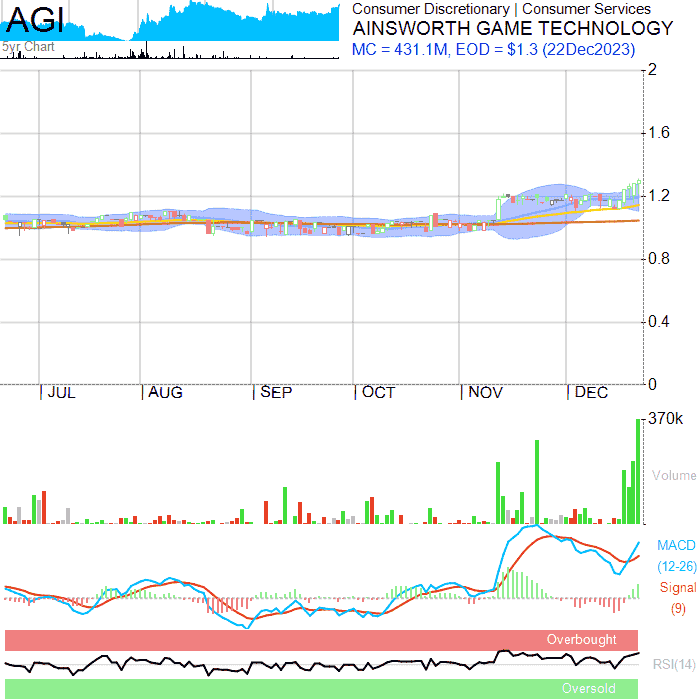 AGI
5yr Chart
Consumer Discretionary | Consumer Services
AINSWORTH GAME TECHNOLOGY
MC = 431.1M, EOD = $1.3 (22Dec2023)
2
1.6
1.2
0.8
0.4
0
| JUL | AUG | SEP | OCT | NOV | DEC
370k
Volume
MACD
(12-26)
Signal
(9)
Overbought
RSI(14)
Oversold